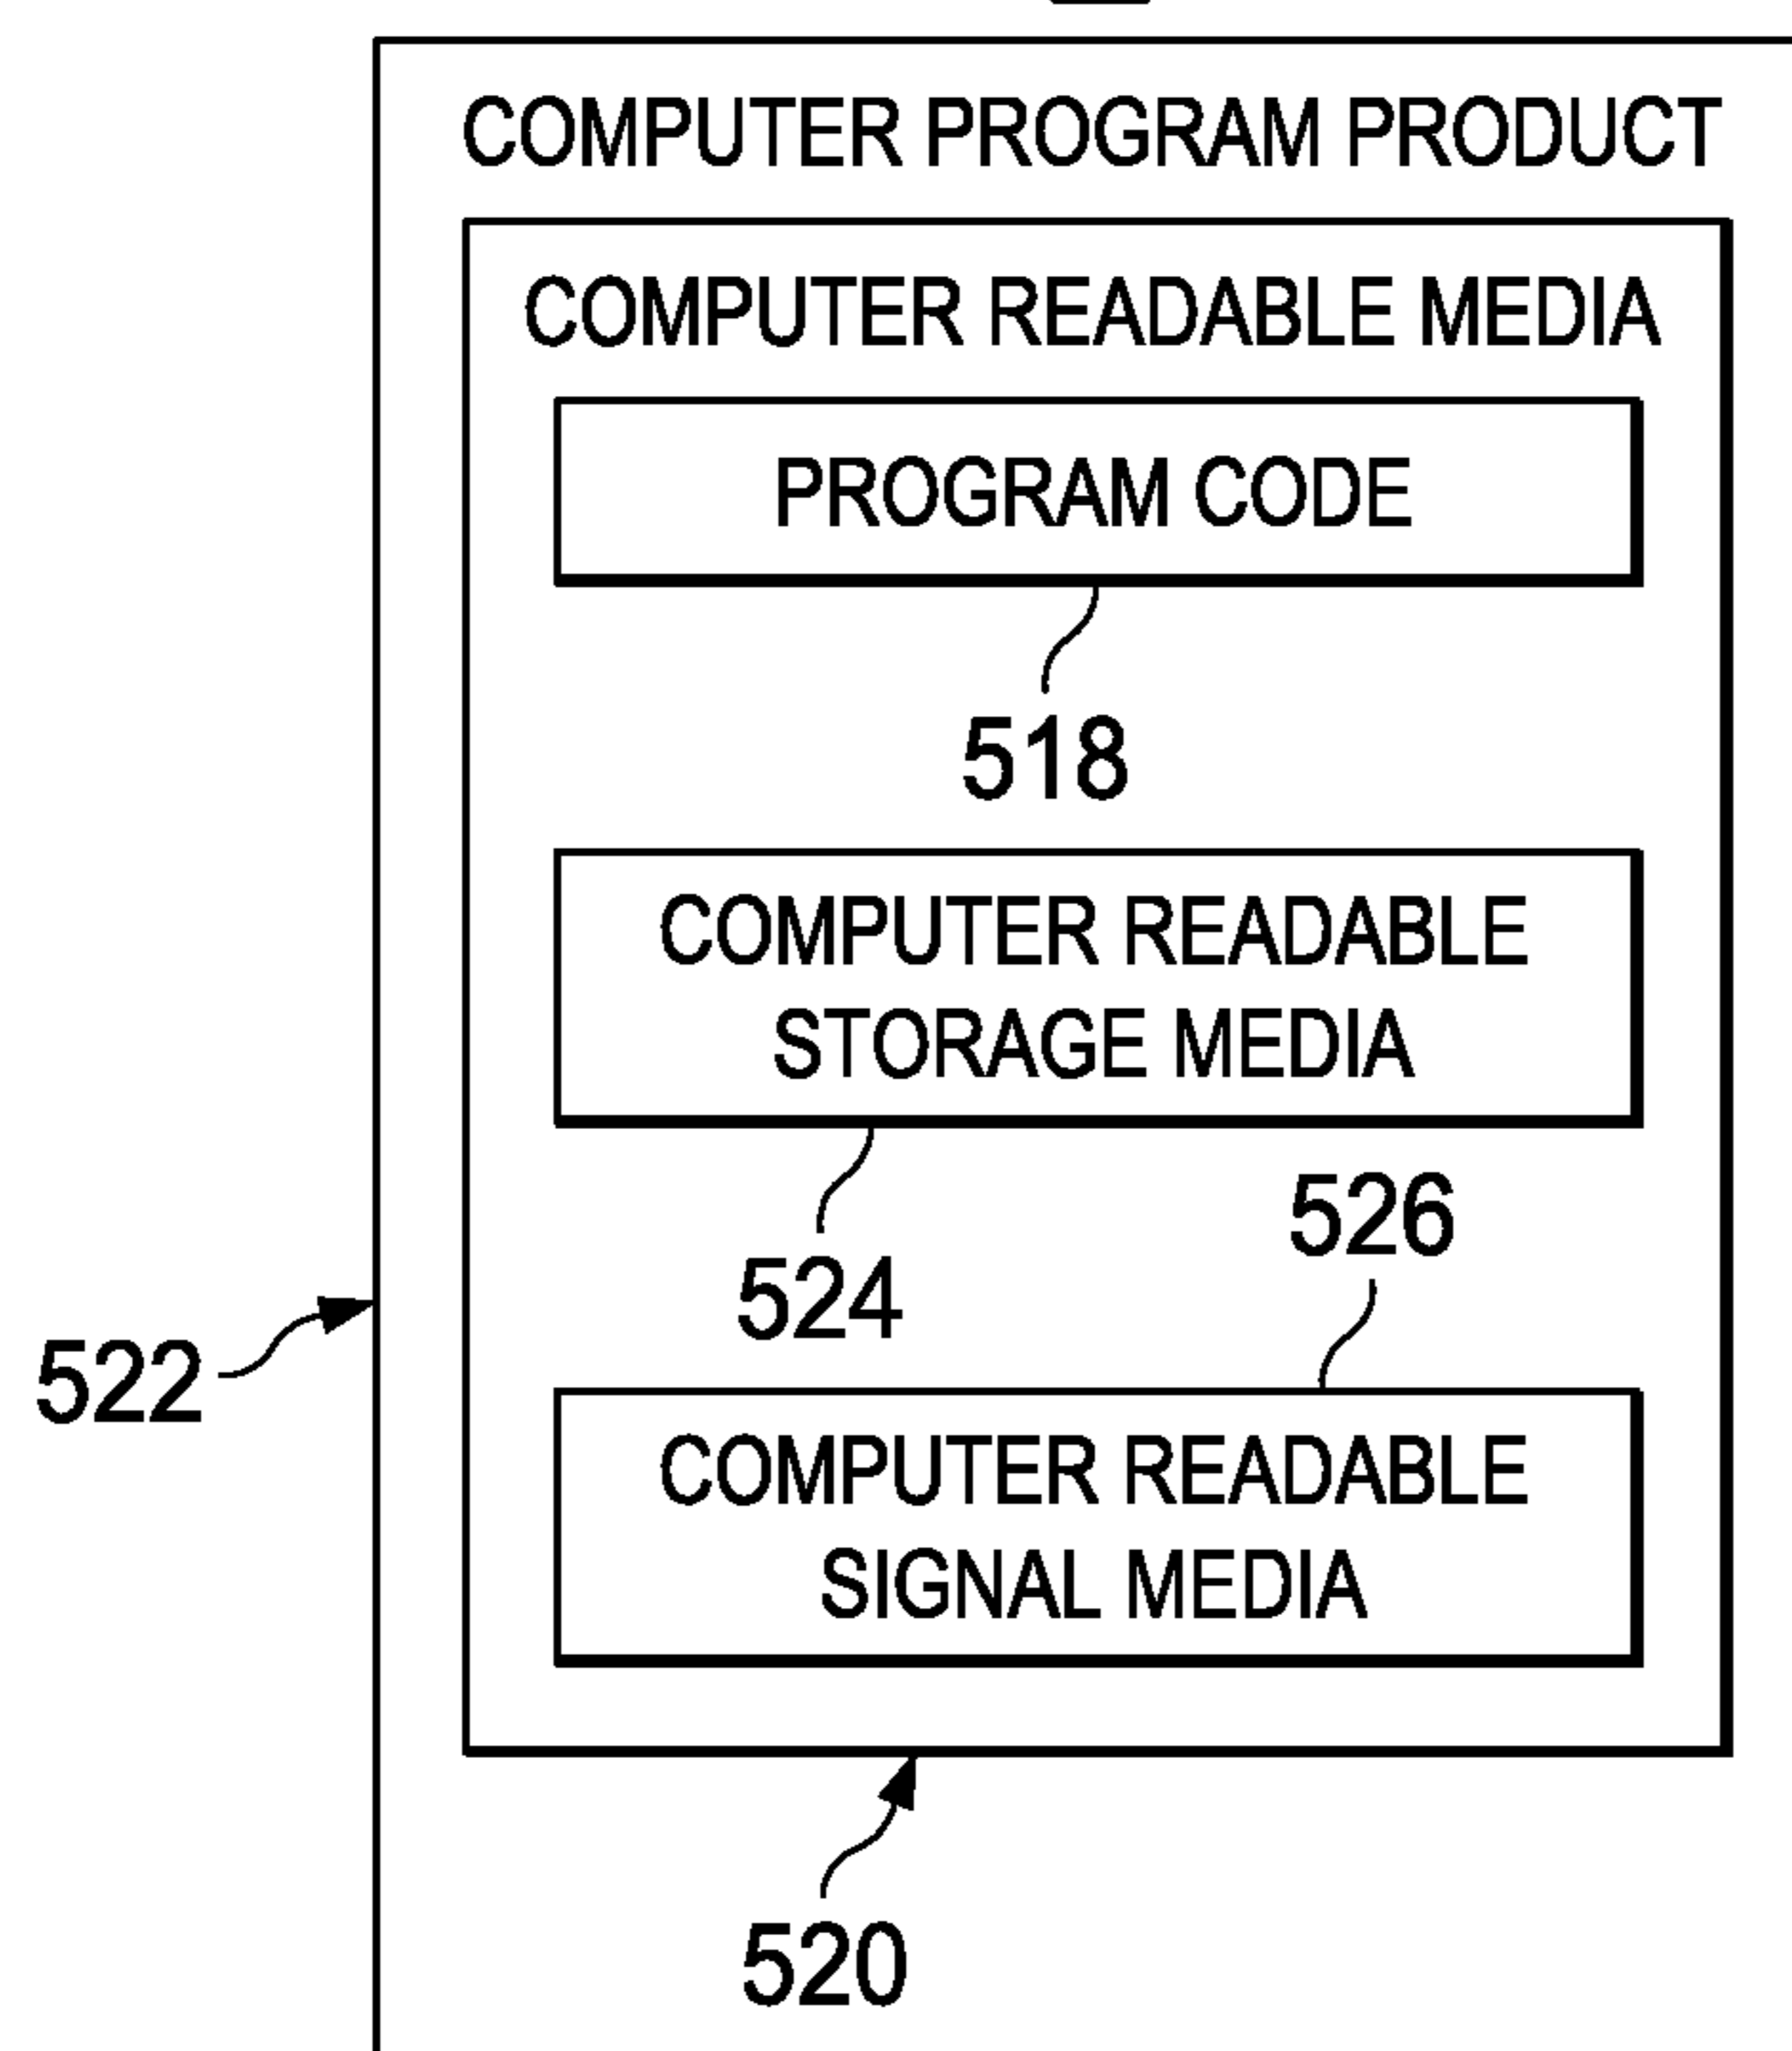 COMPUTER PROGRAM PRODUCT
COMPUTER READABLE MEDIA
PROGRAM CODE
518
COMPUTER READABLE
STORAGE MEDIA
526
524
522
COMPUTER READABLE
SIGNAL MEDIA
520